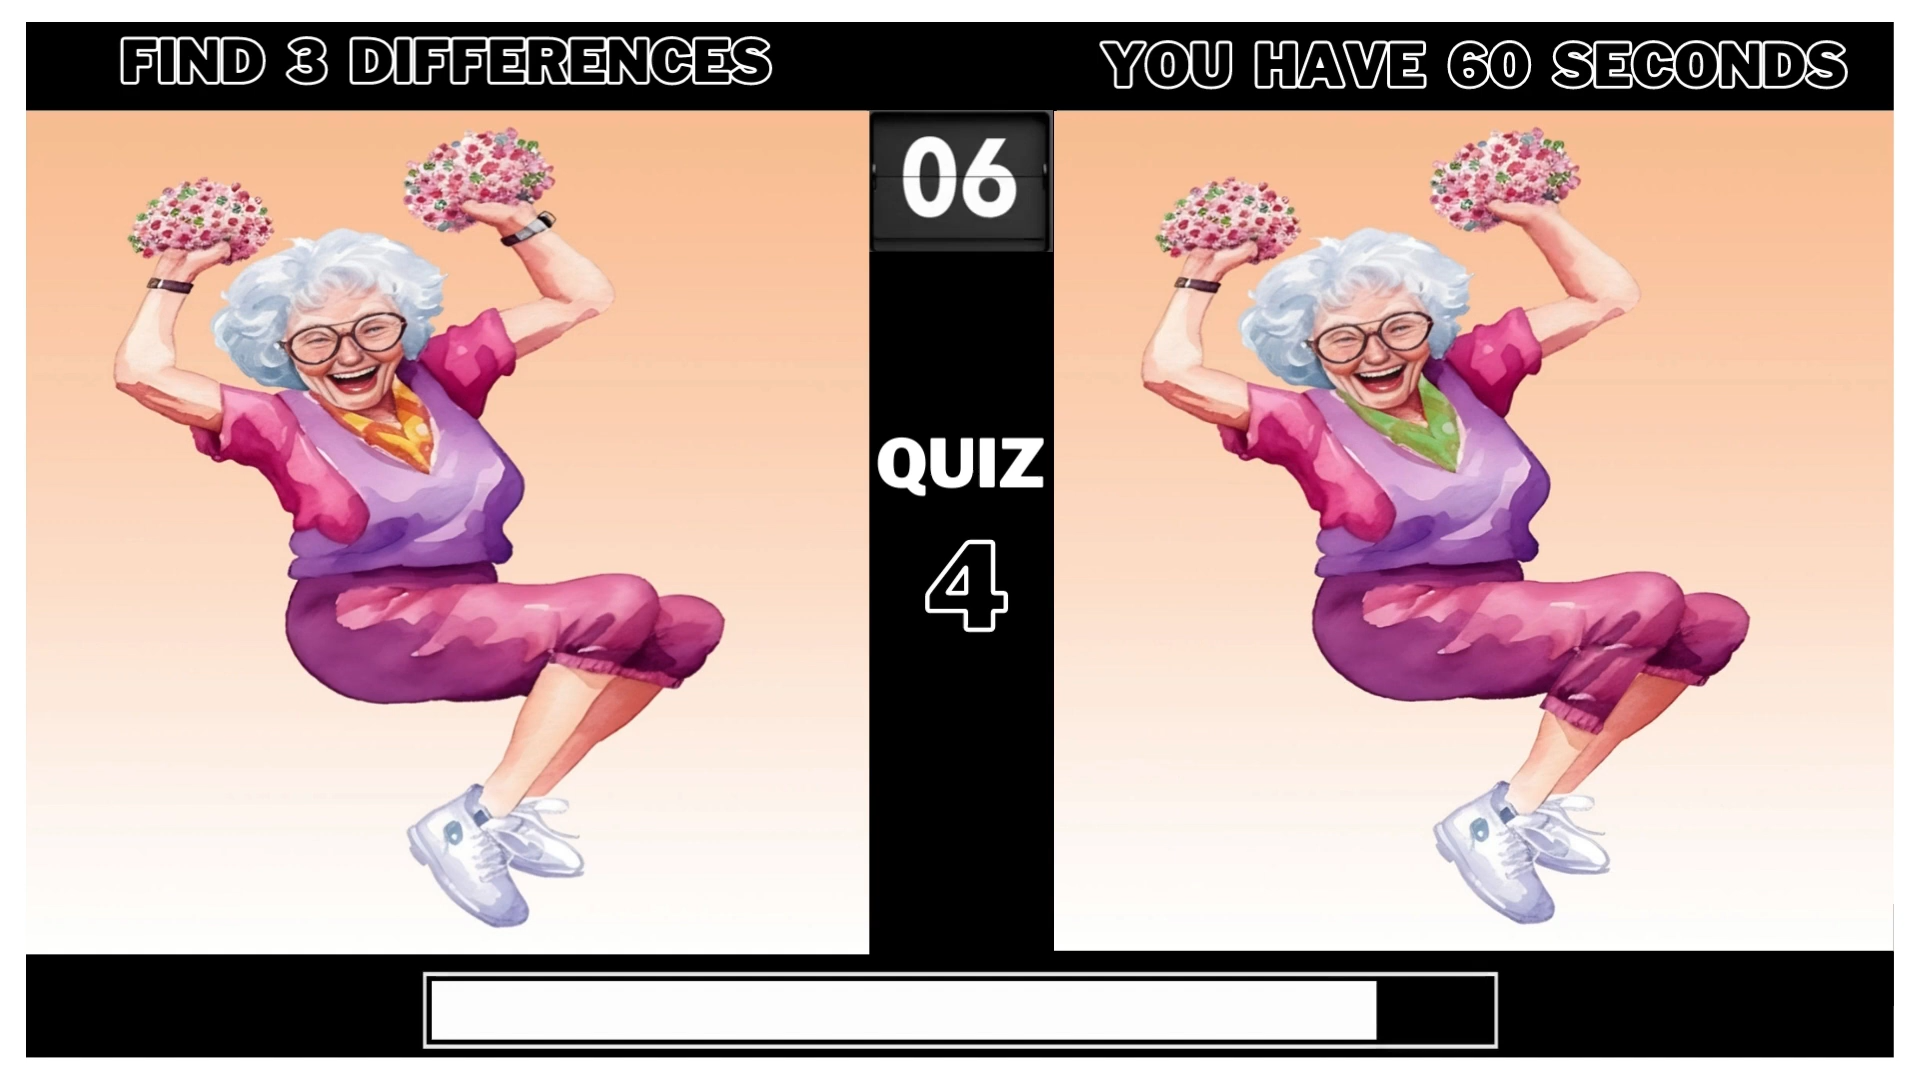 FIND 3 DIFFERENCES
YOU HAVE 60 SECONDS
06
QUIZ
4